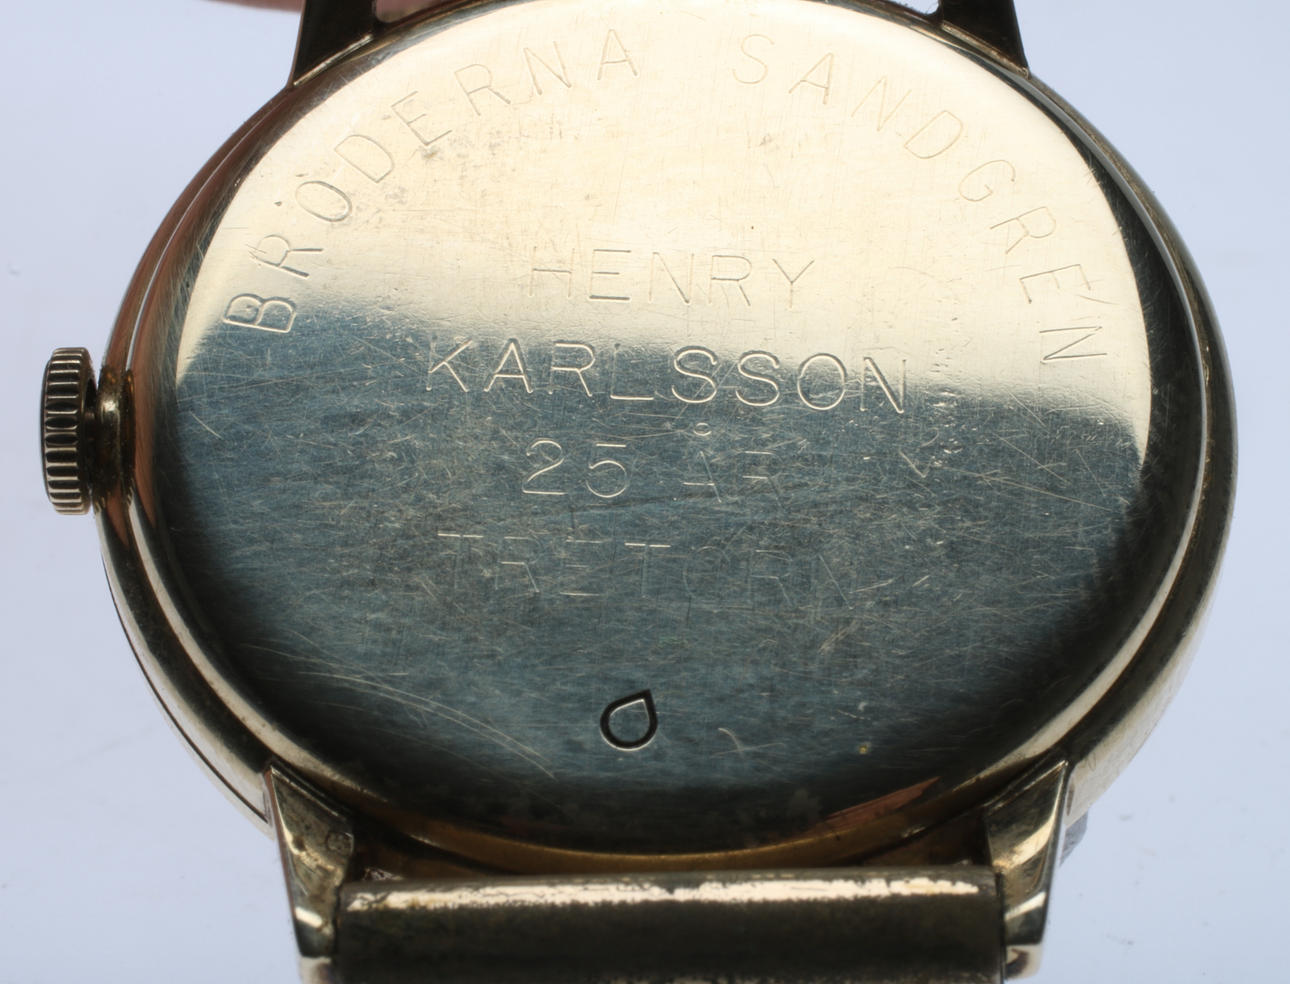 BRÖDERNA SANDGREN
HENRY
KARLSSON
25 ÅR
TRETORN